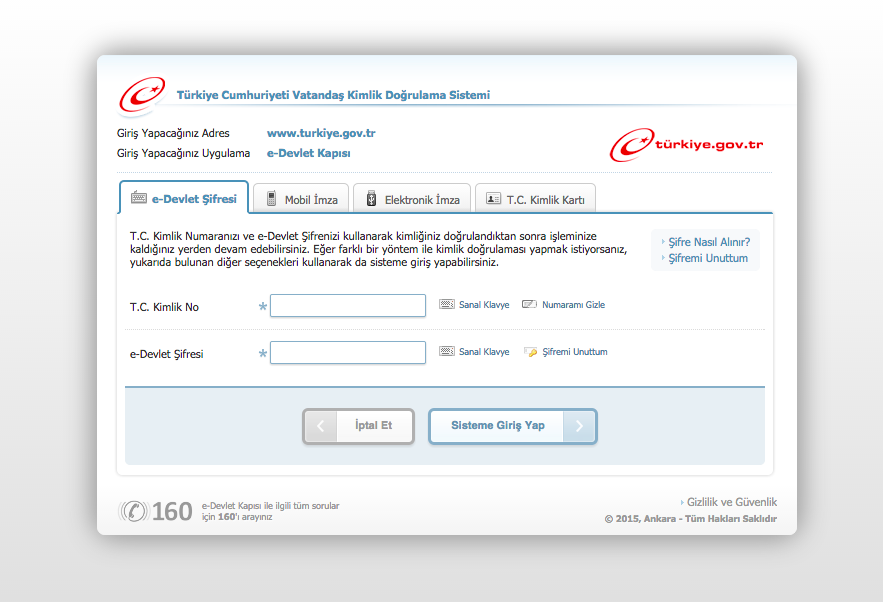 Türkiye Cumhuriyeti Vatandaş Kimlik Doğrulama Sistemi
Giriş Yapacağınız Adres www.turkiye.gov.tr
Giriş Yapacağınız Uygulama e-Devlet Kapısı
türkiye.gov.tr
e-Devlet Şifresi Mobil İmza Elektronik İmza T.C. Kimlik Kartı
T.C. Kimlik Numaranızı ve e-Devlet Şifrenizi kullanarak kimliğiniz doğrulandıktan sonra işleminize
kaldığınız yerden devam edebilirsiniz. Eğer farklı bir yöntem ile kimlik doğrulaması yapmak istiyorsanız,
yukarıda bulunan diğer seçenekleri kullanarak da sisteme giriş yapabilirsiniz.
Şifre Nasıl Alınır?
Şifremi Unuttum
T.C. Kimlik No * Sanal Klavye Numaramı Gizle
e-Devlet Şifresi * Sanal Klavye Şifremi Unuttum
İptal Et Sisteme Giriş Yap
160 e-Devlet Kapısı ile ilgili tüm sorular
için 160'ı arayınız
Gizlilik ve Güvenlik
© 2015, Ankara - Tüm Hakları Saklıdır